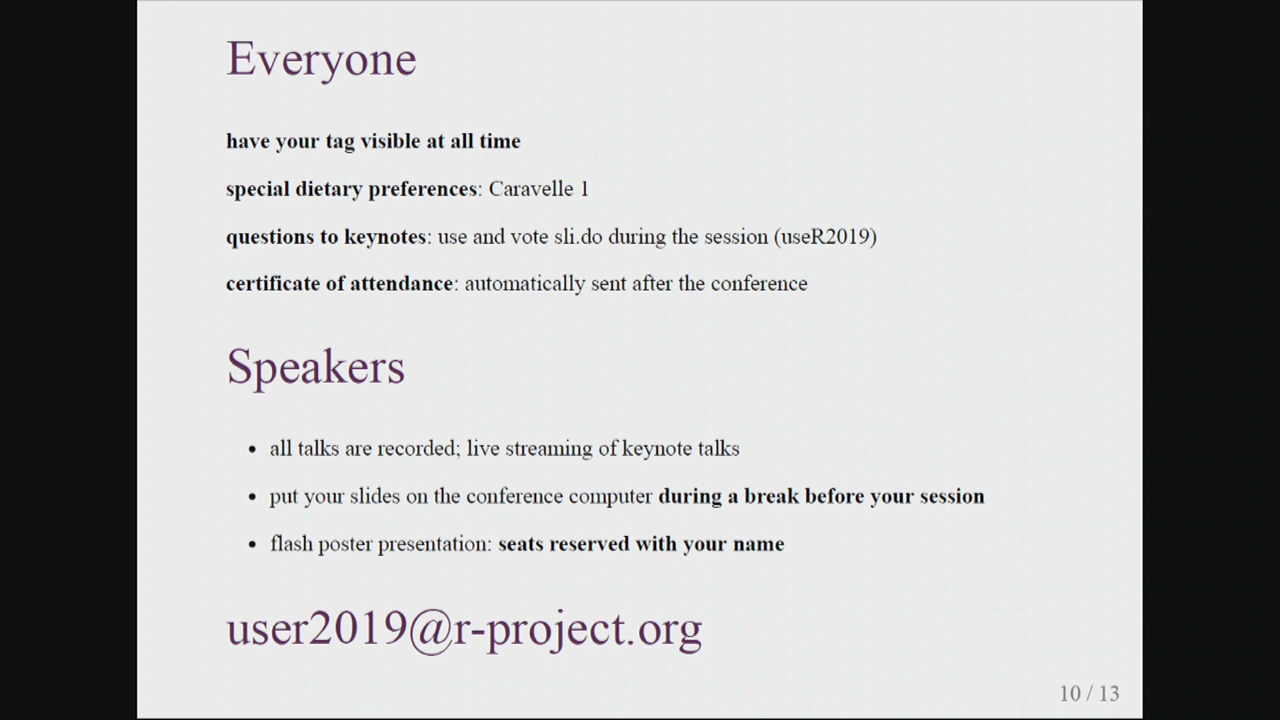 Everyone
have your tag visible at all time
special dietary preferences: Caravelle 1
questions to keynotes: use and vote sli.do during the session (useR2019)
certificate of attendance: automatically sent after the conference
Speakers
• all talks are recorded; live streaming of keynote talks
• put your slides on the conference computer during a break before your session
• flash poster presentation: seats reserved with your name
user2019@r-project.org
10 / 13